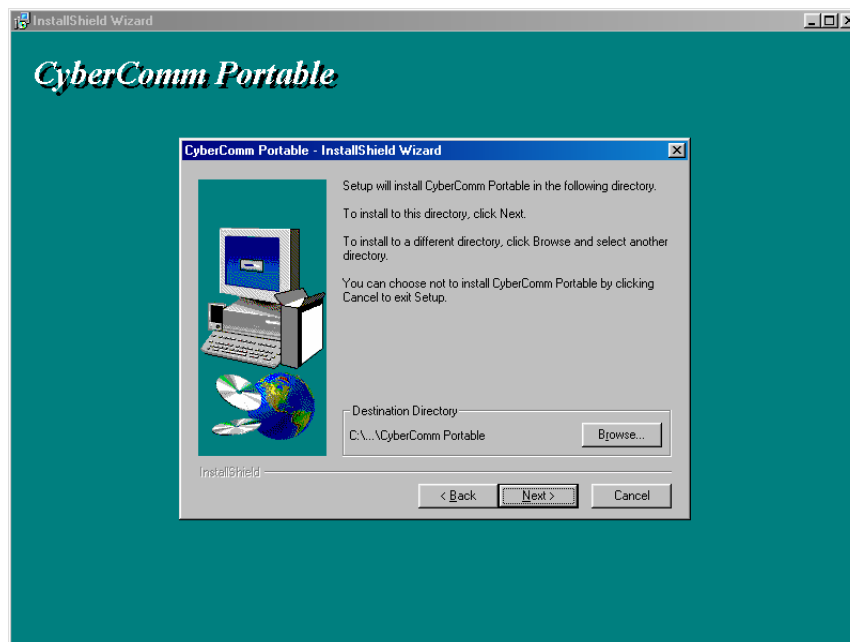 InstallShield Wizard
CyberComm Portable
CyberComm Portable - InstallShield Wizard
Setup will install CyberComm Portable in the following directory.
To install to this directory, click Next.
To install to a different directory, click Browse and select another
directory.
You can choose not to install CyberComm Portable by clicking
Cancel to exit Setup.
Destination Directory
C:\...\CyberComm Portable
Browse...
InstallShield
< Back
Next >
Cancel